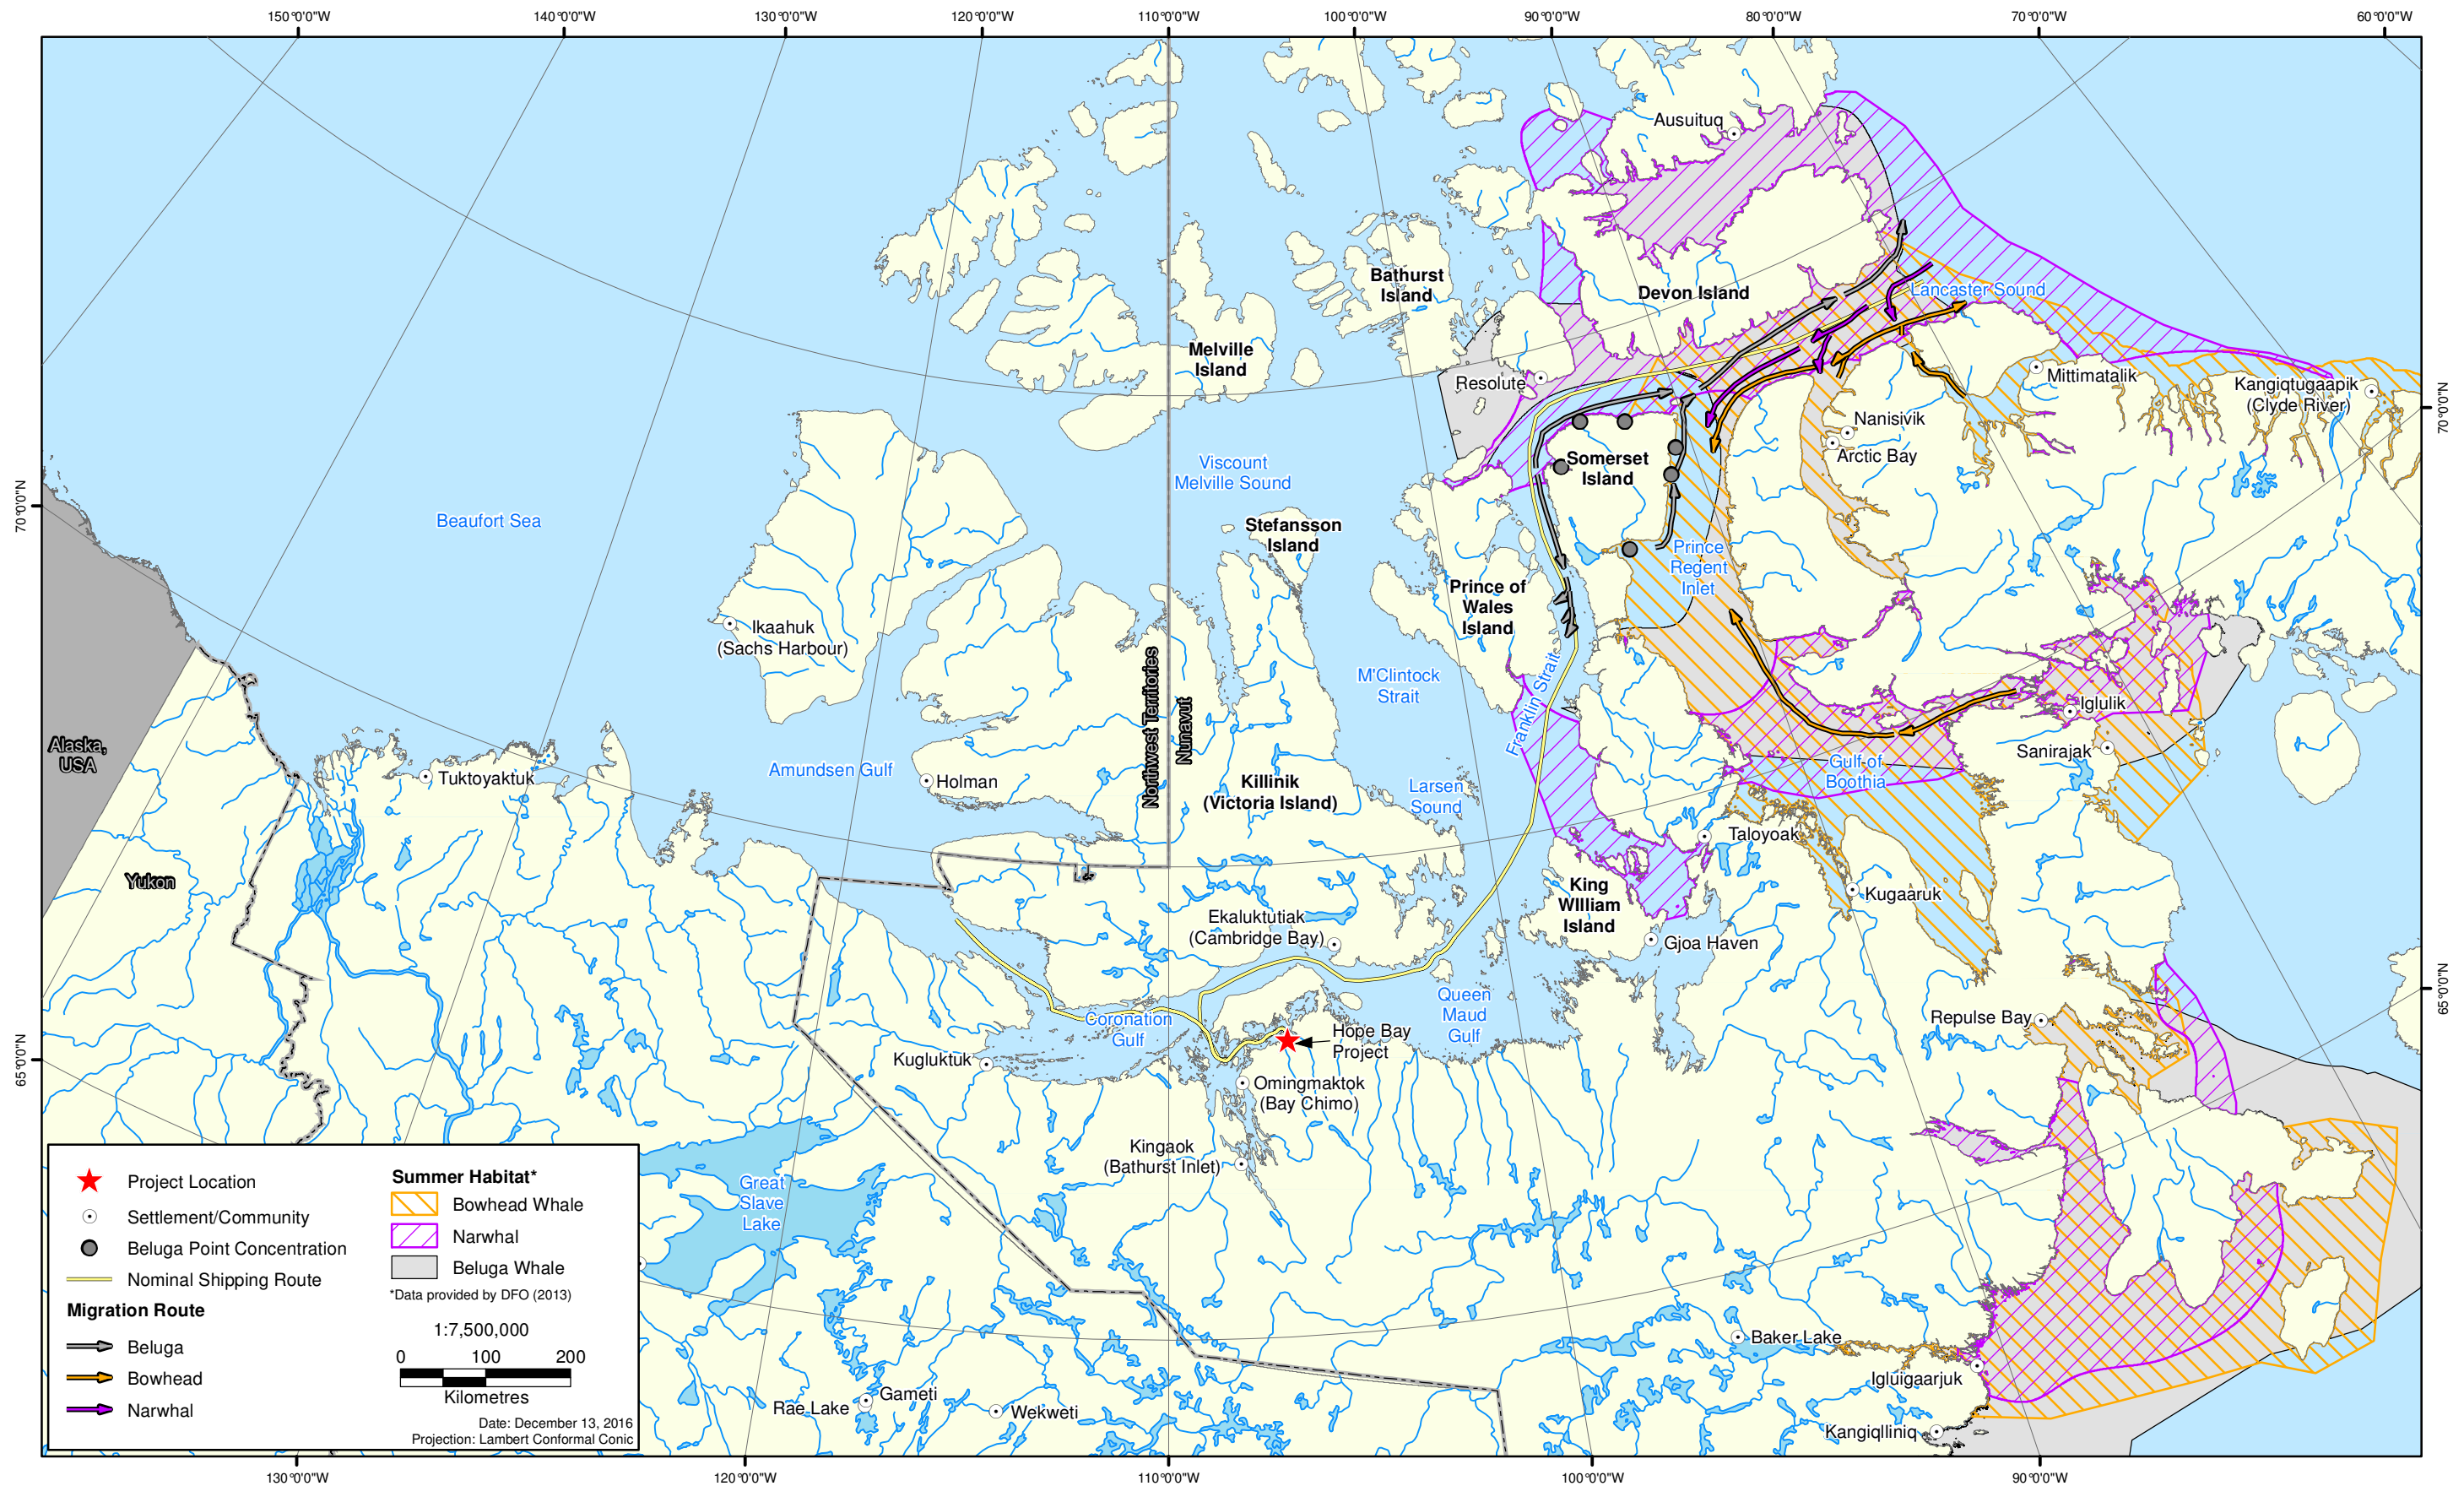 150°0'0"W
140°0'0"W
130°0'0"W
120°0'0"W
110°0'0"W
100°0'0"W
90°0'0"W
80°0'0"W
70°0'0"W
60°0'0"W
Ausuituq
Bathurst
Island
Devon Island
Lancaster Sound
Melville
Island
Resolute
Mittimatalik
Kangiqtugaapik
(Clyde River)
70°0'0"N
Nanisivik
Arctic Bay
Somerset
Island
Viscount
Melville Sound
70°0'0"N
Beaufort Sea
Stefansson
Island
Prince
Regent
Inlet
Prince of
Wales
Island
Ikaahuk
(Sachs Harbour)
M'Clintock
Strait
Franklin Strait
Northwest Territories
Nunavut
Iglulik
Sanirajak
Alaska,
USA
Tuktoyaktuk
Amundsen Gulf
Holman
Killinik
(Victoria Island)
Larsen
Sound
Gulf of
Boothia
Taloyoak
Yukon
King
WIlliam
Island
Kugaaruk
Ekaluktutiak
(Cambridge Bay)
Gjoa Haven
65°0'0"N
Queen
Maud
Gulf
Repulse Bay
Coronation
Gulf
Hope Bay
Project
65°0'0"N
Kugluktuk
Omingmaktok
(Bay Chimo)
Kingaok
(Bathurst Inlet)
Great
Slave
Lake
Baker Lake
Igluigaarjuk
Kangiqlliniq
Rae Lake
Gameti
Wekweti
Project Location
Settlement/Community
Beluga Point Concentration
Nominal Shipping Route
Migration Route
Beluga
Bowhead
Narwhal
Summer Habitat*
Bowhead Whale
Narwhal
Beluga Whale
*Data provided by DFO (2013)
1:7,500,000
0 100 200
Kilometres
Date: December 13, 2016
Projection: Lambert Conformal Conic
130°0'0"W
120°0'0"W
110°0'0"W
100°0'0"W
90°0'0"W